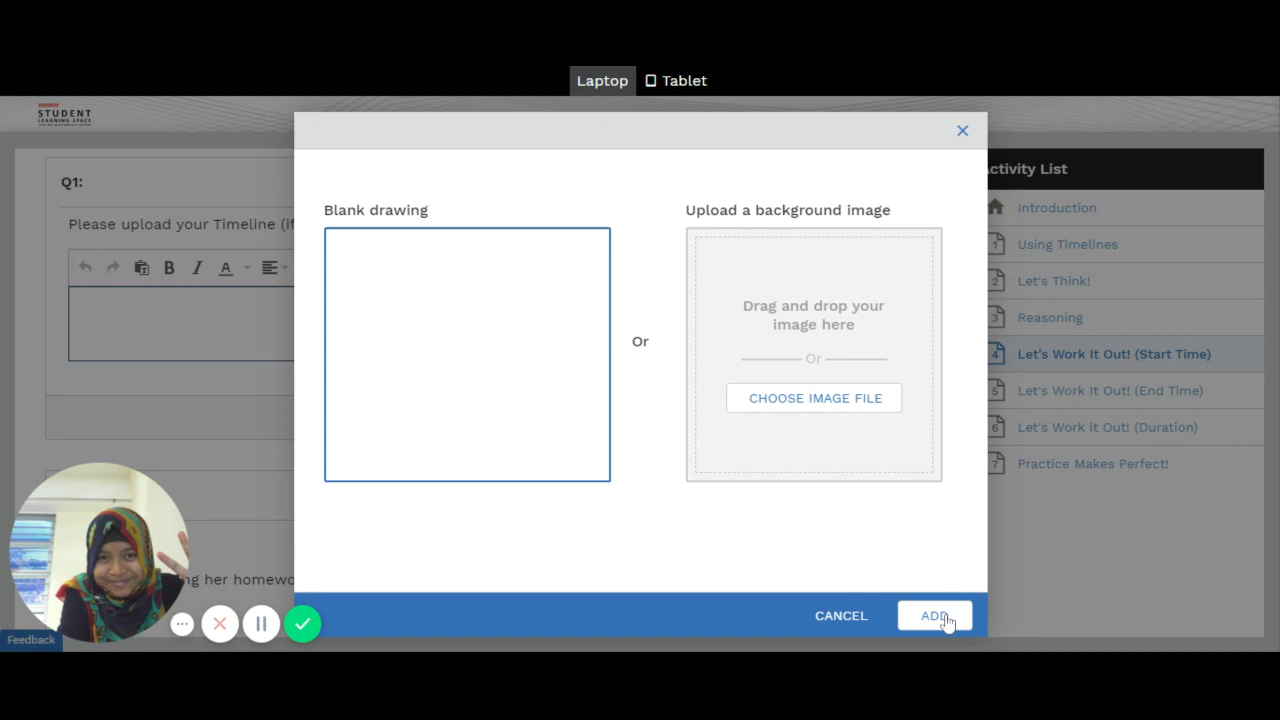 Laptop
Tablet
STUDENT
LEARNING SPACE
Q1:
Please upload your Timeline (if
B I A
ng her homewo
Feedback
Blank drawing
Or
Upload a background image
Drag and drop your
image here
Or
CHOOSE IMAGE FILE
CANCEL
ADD
ctivity List
Introduction
1 Using Timelines
2 Let's Think!
3 Reasoning
4 Let's Work It Out! (Start Time)
5 Let's Work It Out! (End Time)
6 Let's Work it Out! (Duration)
7 Practice Makes Perfect!